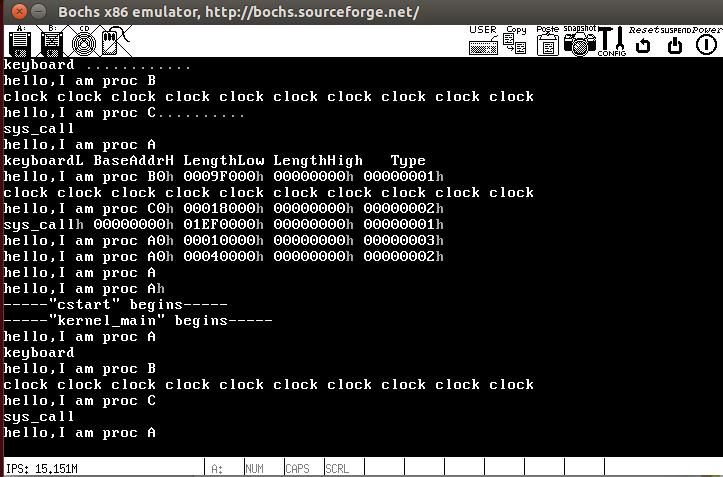 Bochs x86 emulator, http://bochs.sourceforge.net/
A: B: CD USER Copy Paste snapshot CONFIG Reset SUSPEND Power
keyboard ............
hello,I am proc B
clock clock clock clock clock clock clock clock clock clock
hello,I am proc C..........
sys_call
hello,I am proc A
keyboardL BaseAddrH LengthLow LengthHigh   Type
hello,I am proc B0h 0009F000h 00000000h 00000001h
clock clock clock clock clock clock clock clock clock clock
hello,I am proc C0h 00018000h 00000000h 00000002h
sys_callh 00000000h 01EF0000h 00000000h 00000001h
hello,I am proc A0h 00010000h 00000000h 00000003h
hello,I am proc A0h 00040000h 00000000h 00000002h
hello,I am proc A
hello,I am proc Ah
-----"cstart" begins-----
-----"kernel_main" begins-----
hello,I am proc A
keyboard
hello,I am proc B
clock clock clock clock clock clock clock clock clock clock
hello,I am proc C
sys_call
hello,I am proc A
IPS: 15.151M A: NUM CAPS SCRL